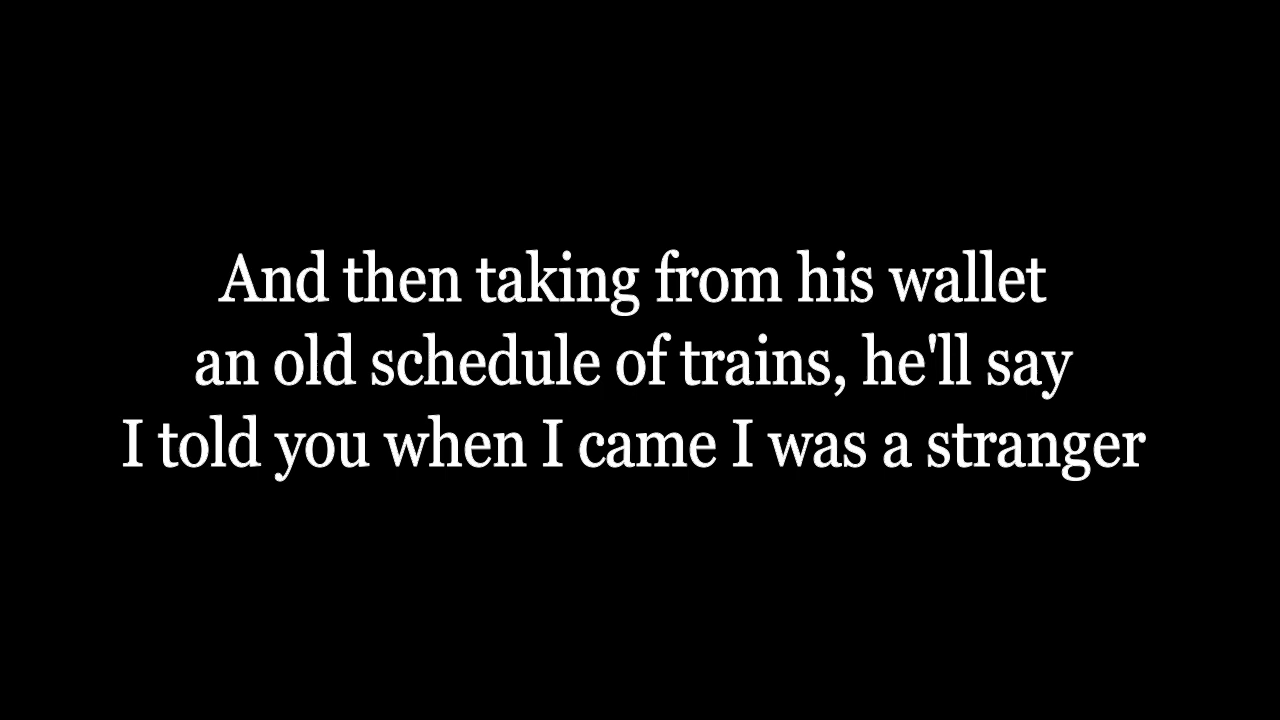 And then taking from his wallet
an old schedule of trains, he'll say
I told you when I came I was a stranger